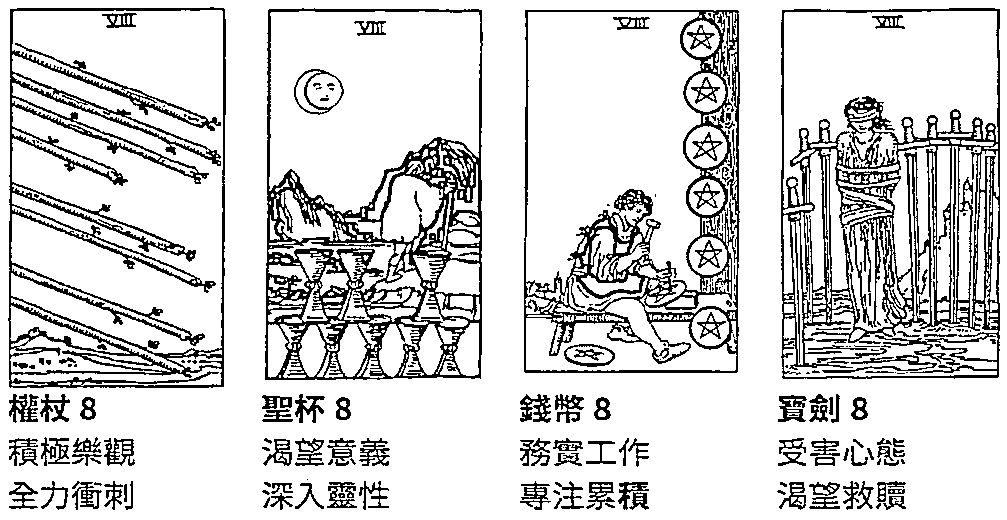 VIII
VIII
VIII
VIII
權杖 8
積極樂觀
全力衝刺
聖杯 8
渴望意義
深入靈性
錢幣 8
務實工作
專注累積
寶劍 8
受害心態
渴望救贖